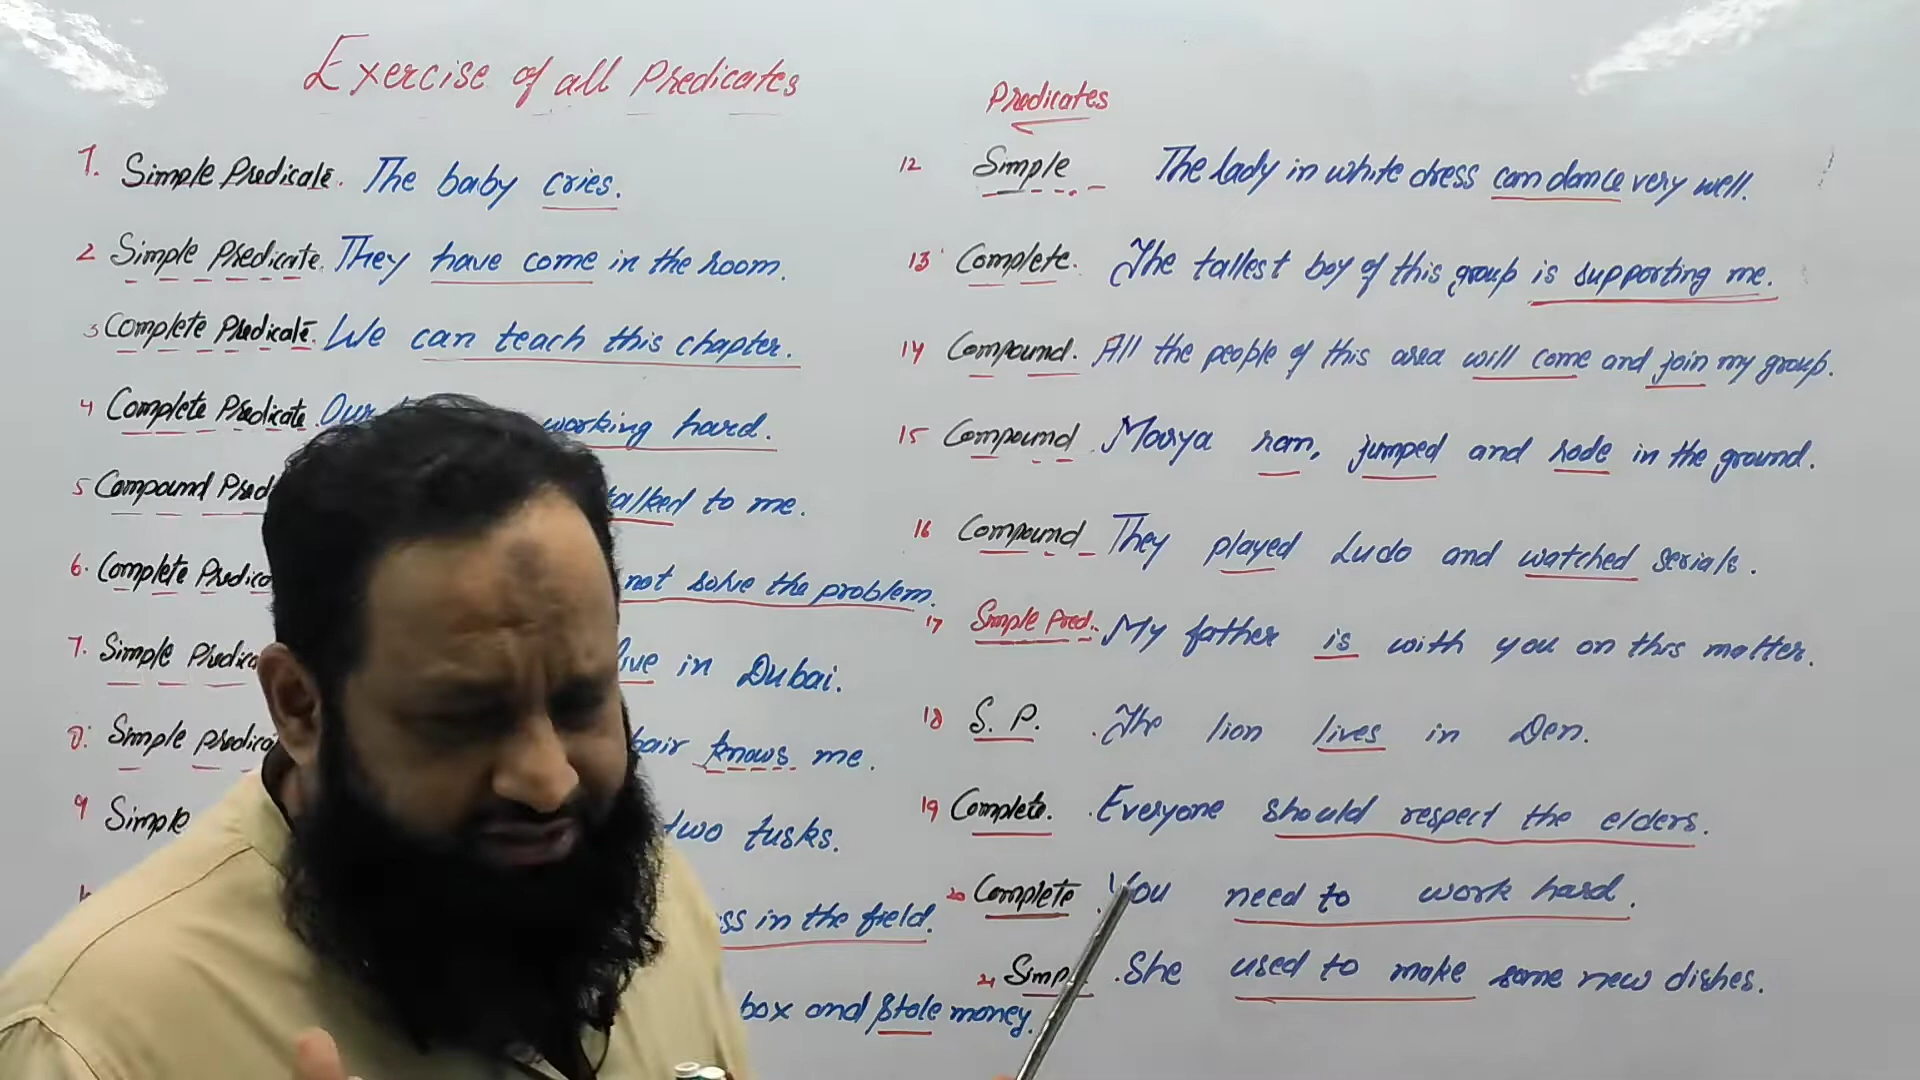 Exercise of all Predicates
1. Simple Predicate. The baby cries.
2 Simple Predicate. They have come in the room.
3 Complete Predicate. We can teach this chapter.
4 Complete Predicate. Our working hard.
5 Compound Pred talked to me.
6. Complete Predica not solve the problem.
7. Simple Predica live in Dubai.
8. Simple Predica hair knows me.
9 Simple two tusks.
ss in the field.
box and stole money.
Predicates
12 Simple The lady in white dress can dance very well.
13 Complete. The tallest boy of this group is supporting me.
14 Compound. All the people of this area will come and join my group.
15 Compound. Marya ran, jumped and rode in the ground.
16 Compound They played Ludo and watched serials.
17 Simple Pred. My father is with you on this matter.
18 S. P. The lion lives in Den.
19 Complete. Everyone should respect the elders.
20 Complete. You need to work hard.
21 Simp. She used to make some new dishes.